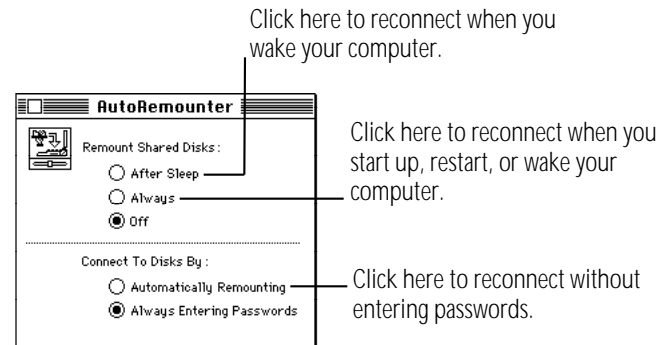 Click here to reconnect when you
wake your computer.
AutoRemounter
Remount Shared Disks :
After Sleep
Always
Off
Click here to reconnect when you
start up, restart, or wake your
computer.
Connect To Disks By :
Automatically Remounting
Always Entering Passwords
Click here to reconnect without
entering passwords.